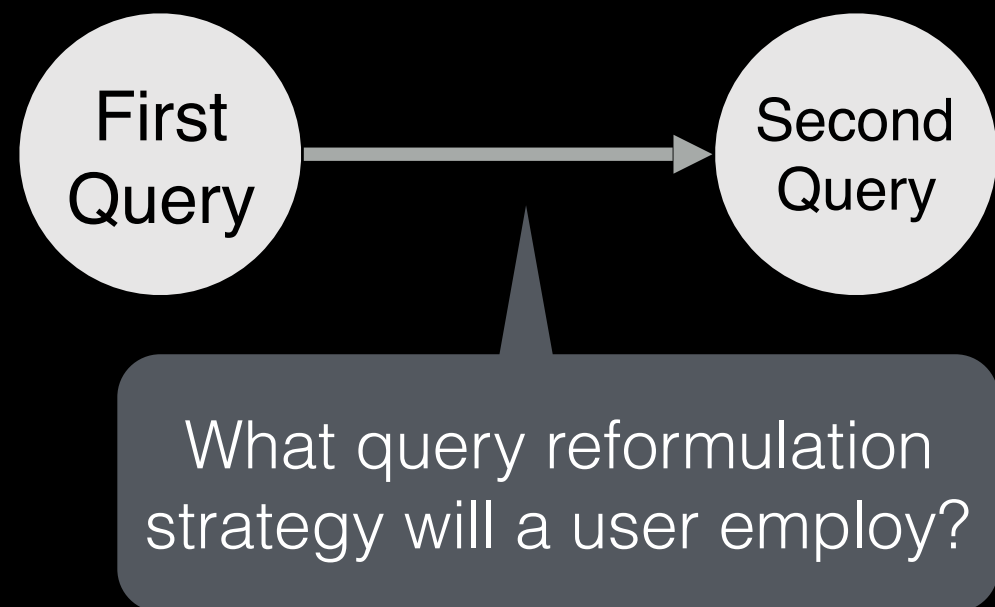 First
Query
Second
Query
What query reformulation
strategy will a user employ?